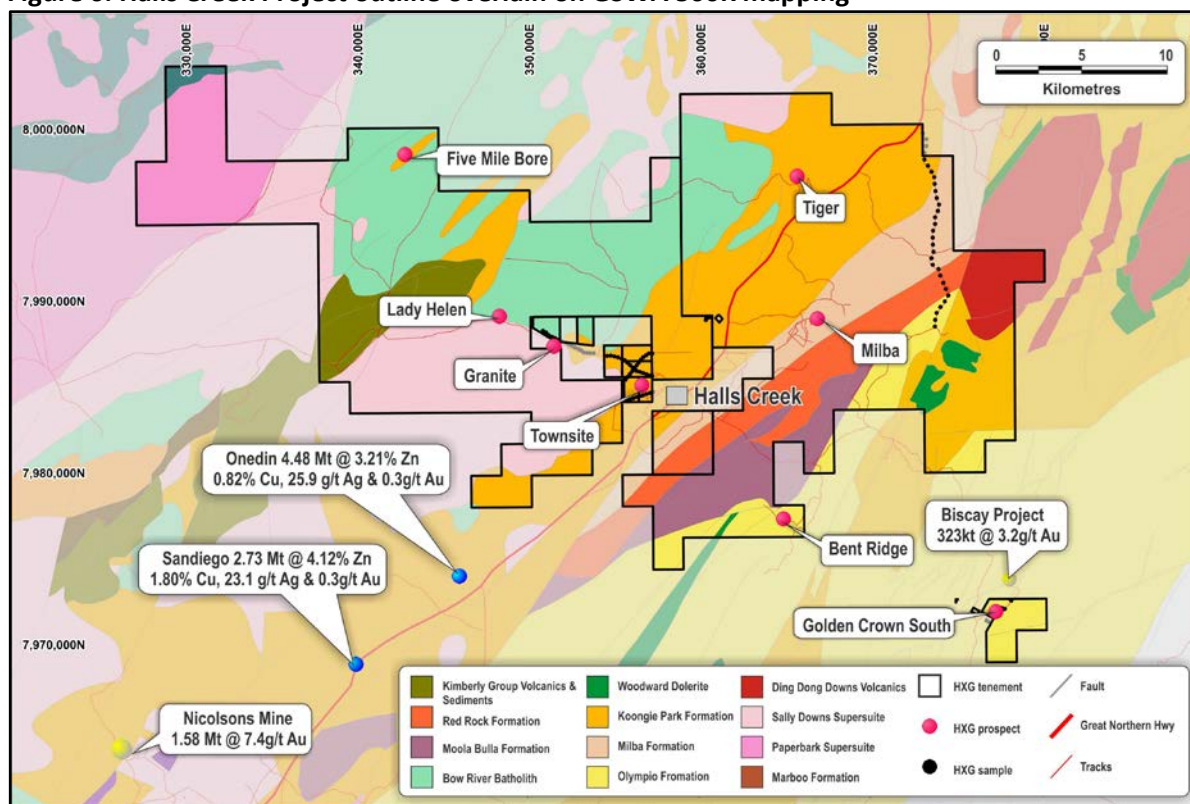 Halls Creek Project outline overlain on GSWA 500k mapping
330,000E
340,000E
350,000E
360,000E
370,000E
0 5 10
Kilometres
8,000,000N
Five Mile Bore
Tiger
7,990,000N
Lady Helen
Milba
Granite
Halls Creek
Townsite
7,980,000N
Onedin 4.48 Mt @ 3.21% Zn
0.82% Cu, 25.9 g/t Ag & 0.3g/t Au
Biscay Project
323kt @ 3.2g/t Au
Bent Ridge
Sandiego 2.73 Mt @ 4.12% Zn
1.80% Cu, 23.1 g/t Ag & 0.3g/t Au
Golden Crown South
7,970,000N
Nicolsons Mine
1.58 Mt @ 7.4g/t Au
Kimberly Group Volcanics &
Sediments
Red Rock Formation
Moola Bulla Formation
Bow River Batholith
Woodward Dolerite
Koongie Park Formation
Milba Formation
Olympio Fromation
Ding Dong Downs Volcanics
Sally Downs Supersuite
Paperbark Supersuite
Marboo Formation
HXG tenement
HXG prospect
HXG sample
Fault
Great Northern Hwy
Tracks